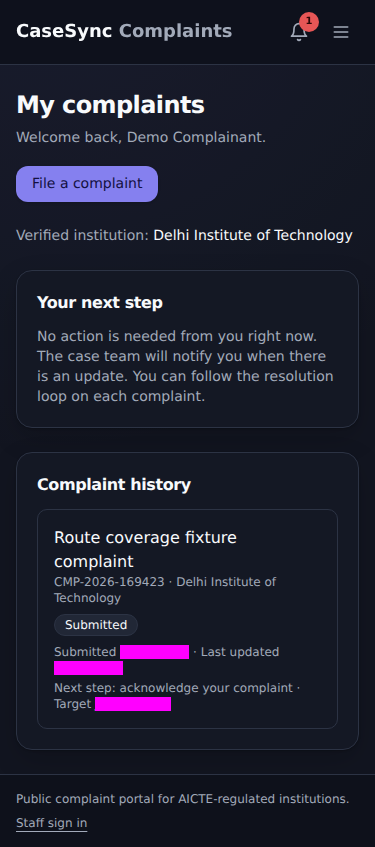 CaseSync Complaints
1
My complaints
Welcome back, Demo Complainant.
File a complaint
Verified institution: Delhi Institute of Technology
Your next step
No action is needed from you right now.
The case team will notify you when there
is an update. You can follow the resolution
loop on each complaint.
Complaint history
Route coverage fixture
complaint
CMP-2026-169423 · Delhi Institute of
Technology
Submitted
Submitted · Last updated
Next step: acknowledge your complaint ·
Target
Public complaint portal for AICTE-regulated institutions.
Staff sign in